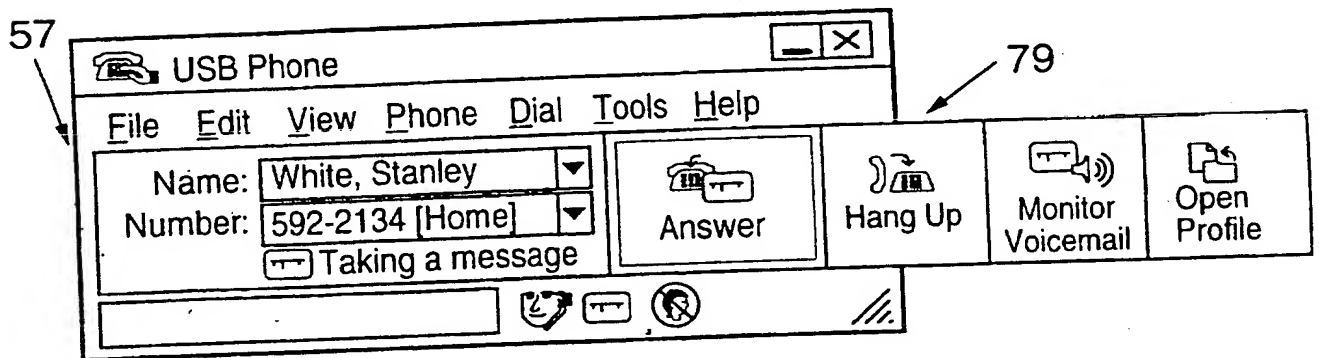 57
USB Phone
79
File Edit View Phone Dial Tools Help
Name: White, Stanley
Number: 592-2134 [Home]
Taking a message
Answer
Hang Up
Monitor
Voicemail
Open
Profile